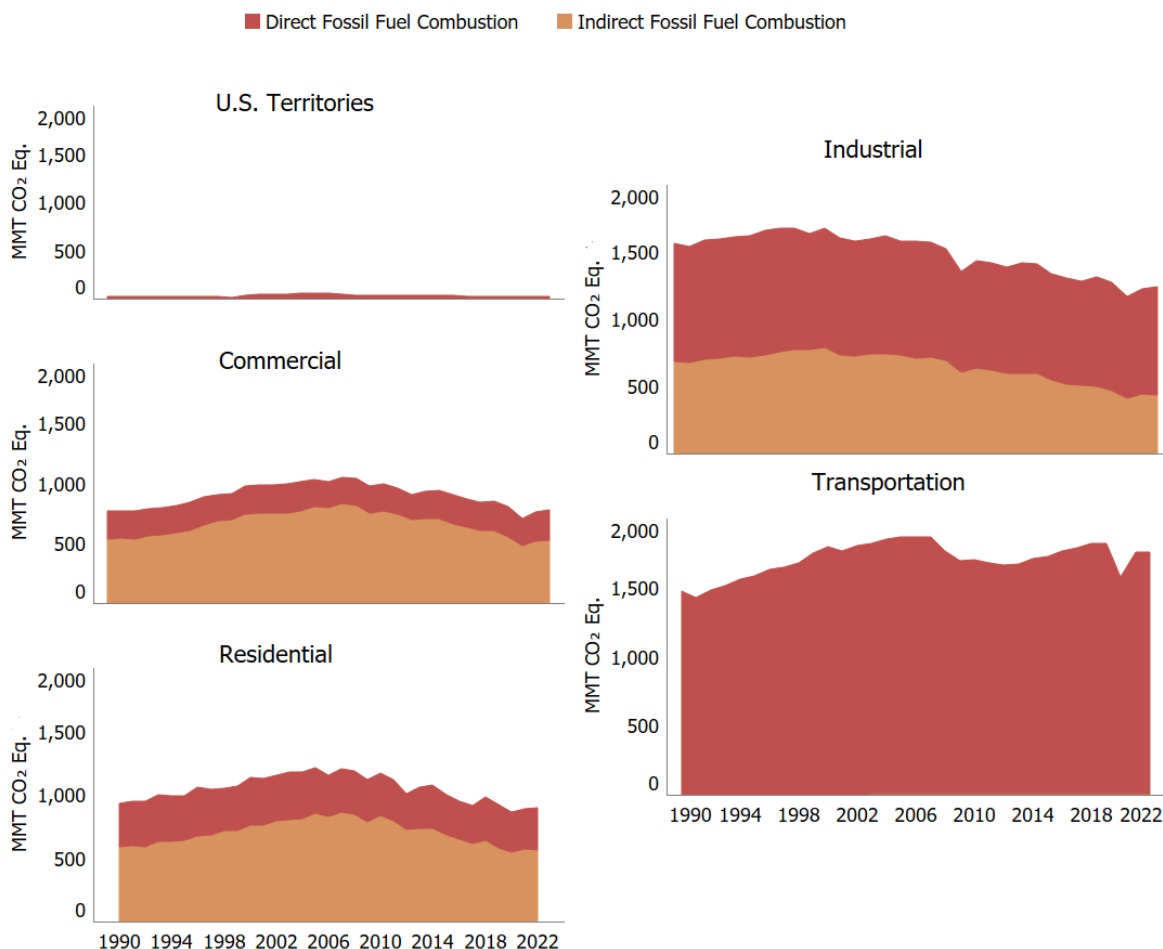 Direct Fossil Fuel Combustion
Indirect Fossil Fuel Combustion
U.S. Territories
MMT CO₂ Eq.
2,000
1,500
1,000
500
0
Commercial
MMT CO₂ Eq.
2,000
1,500
1,000
500
0
Residential
MMT CO₂ Eq.
2,000
1,500
1,000
500
0
1990 1994 1998 2002 2006 2010 2014 2018 2022
Industrial
MMT CO₂ Eq.
2,000
1,500
1,000
500
0
Transportation
MMT CO₂ Eq.
2,000
1,500
1,000
500
0
1990 1994 1998 2002 2006 2010 2014 2018 2022